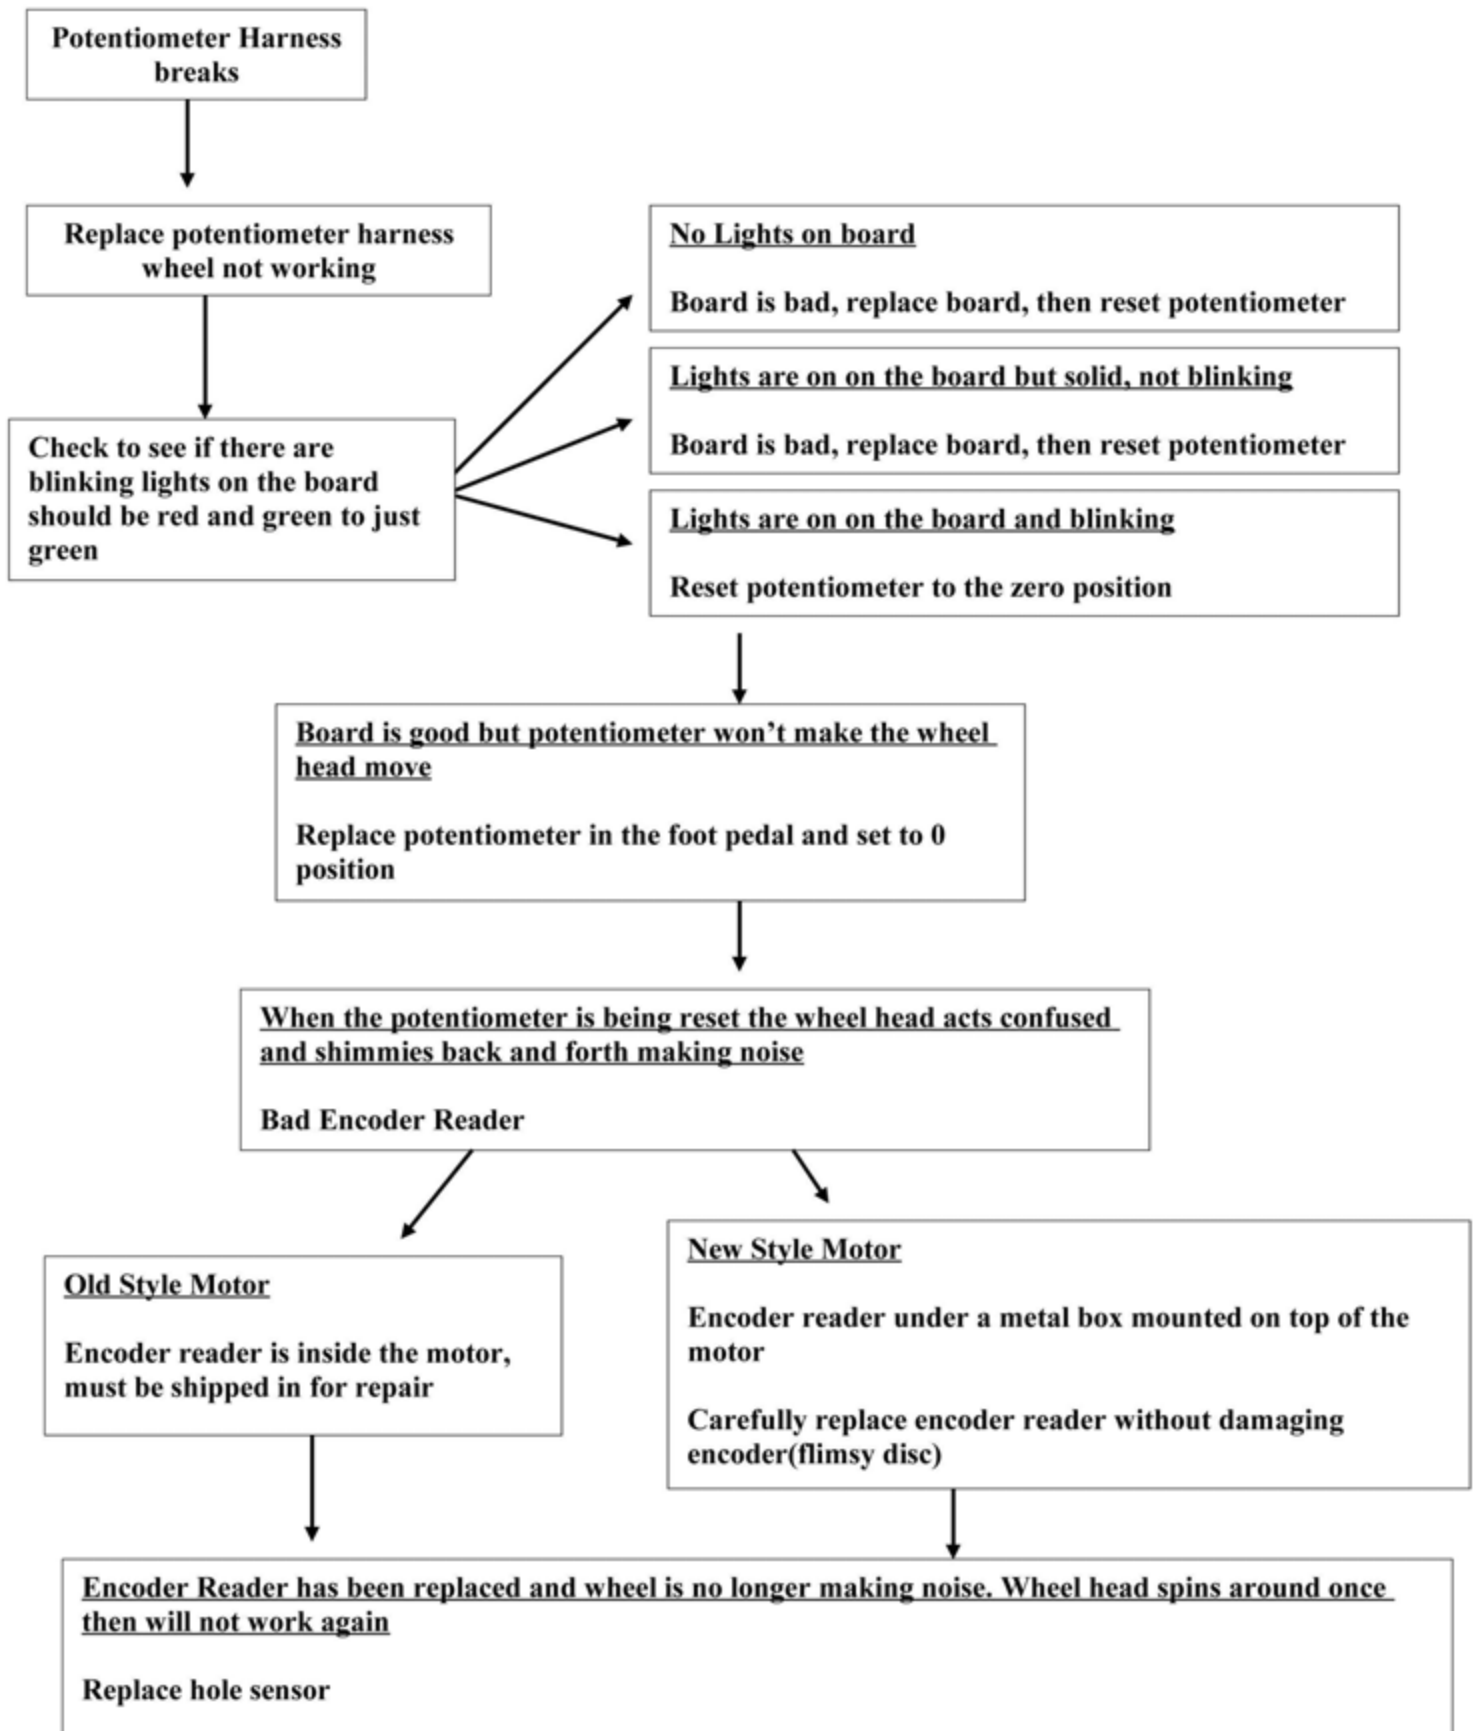 Potentiometer Harness
breaks
Replace potentiometer harness
wheel not working
Check to see if there are
blinking lights on the board
should be red and green to just
green
No Lights on board
Board is bad, replace board, then reset potentiometer
Lights are on on the board but solid, not blinking
Board is bad, replace board, then reset potentiometer
Lights are on on the board and blinking
Reset potentiometer to the zero position
Board is good but potentiometer won’t make the wheel
head move
Replace potentiometer in the foot pedal and set to 0
position
When the potentiometer is being reset the wheel head acts confused
and shimmies back and forth making noise
Bad Encoder Reader
Old Style Motor
Encoder reader is inside the motor,
must be shipped in for repair
New Style Motor
Encoder reader under a metal box mounted on top of the
motor
Carefully replace encoder reader without damaging
encoder(flimsy disc)
Encoder Reader has been replaced and wheel is no longer making noise. Wheel head spins around once
then will not work again
Replace hole sensor